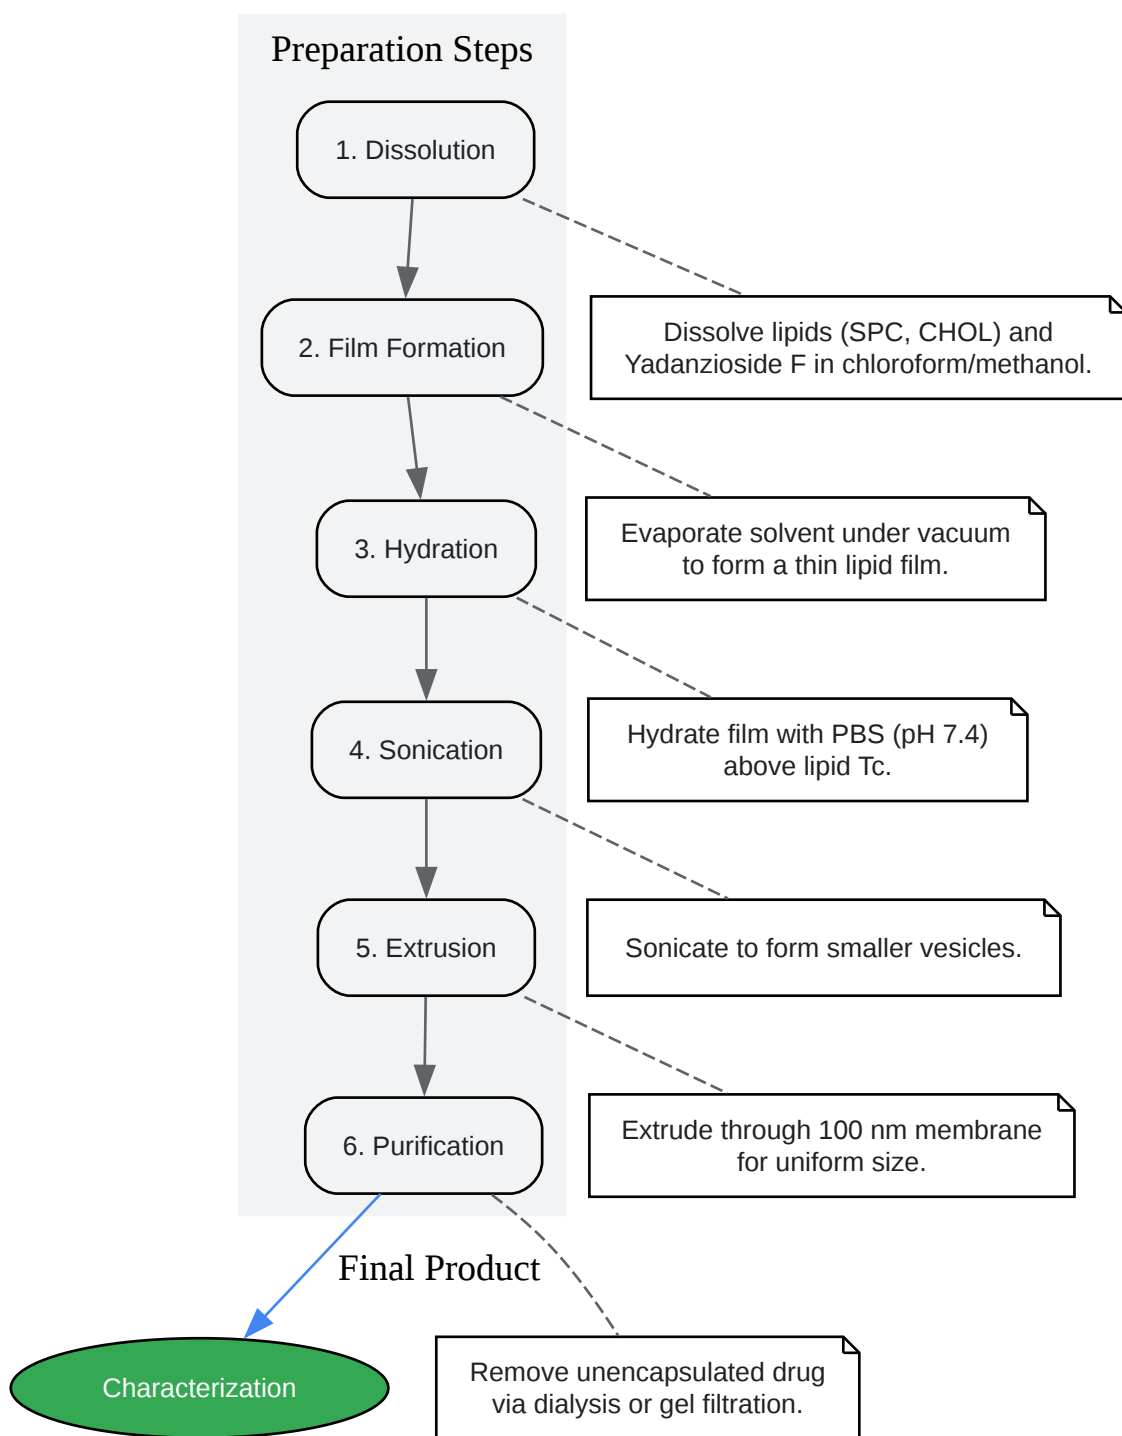 Preparation Steps
1. Dissolution
2. Film Formation
Dissolve lipids (SPC, CHOL) and
Yadanzioside F in chloroform/methanol.
3. Hydration
Evaporate solvent under vacuum
to form a thin lipid film.
4. Sonication
Hydrate film with PBS (pH 7.4)
above lipid Tc.
5. Extrusion
Sonicate to form smaller vesicles.
6. Purification
Extrude through 100 nm membrane
for uniform size.
Final Product
Characterization
Remove unencapsulated drug
via dialysis or gel filtration.